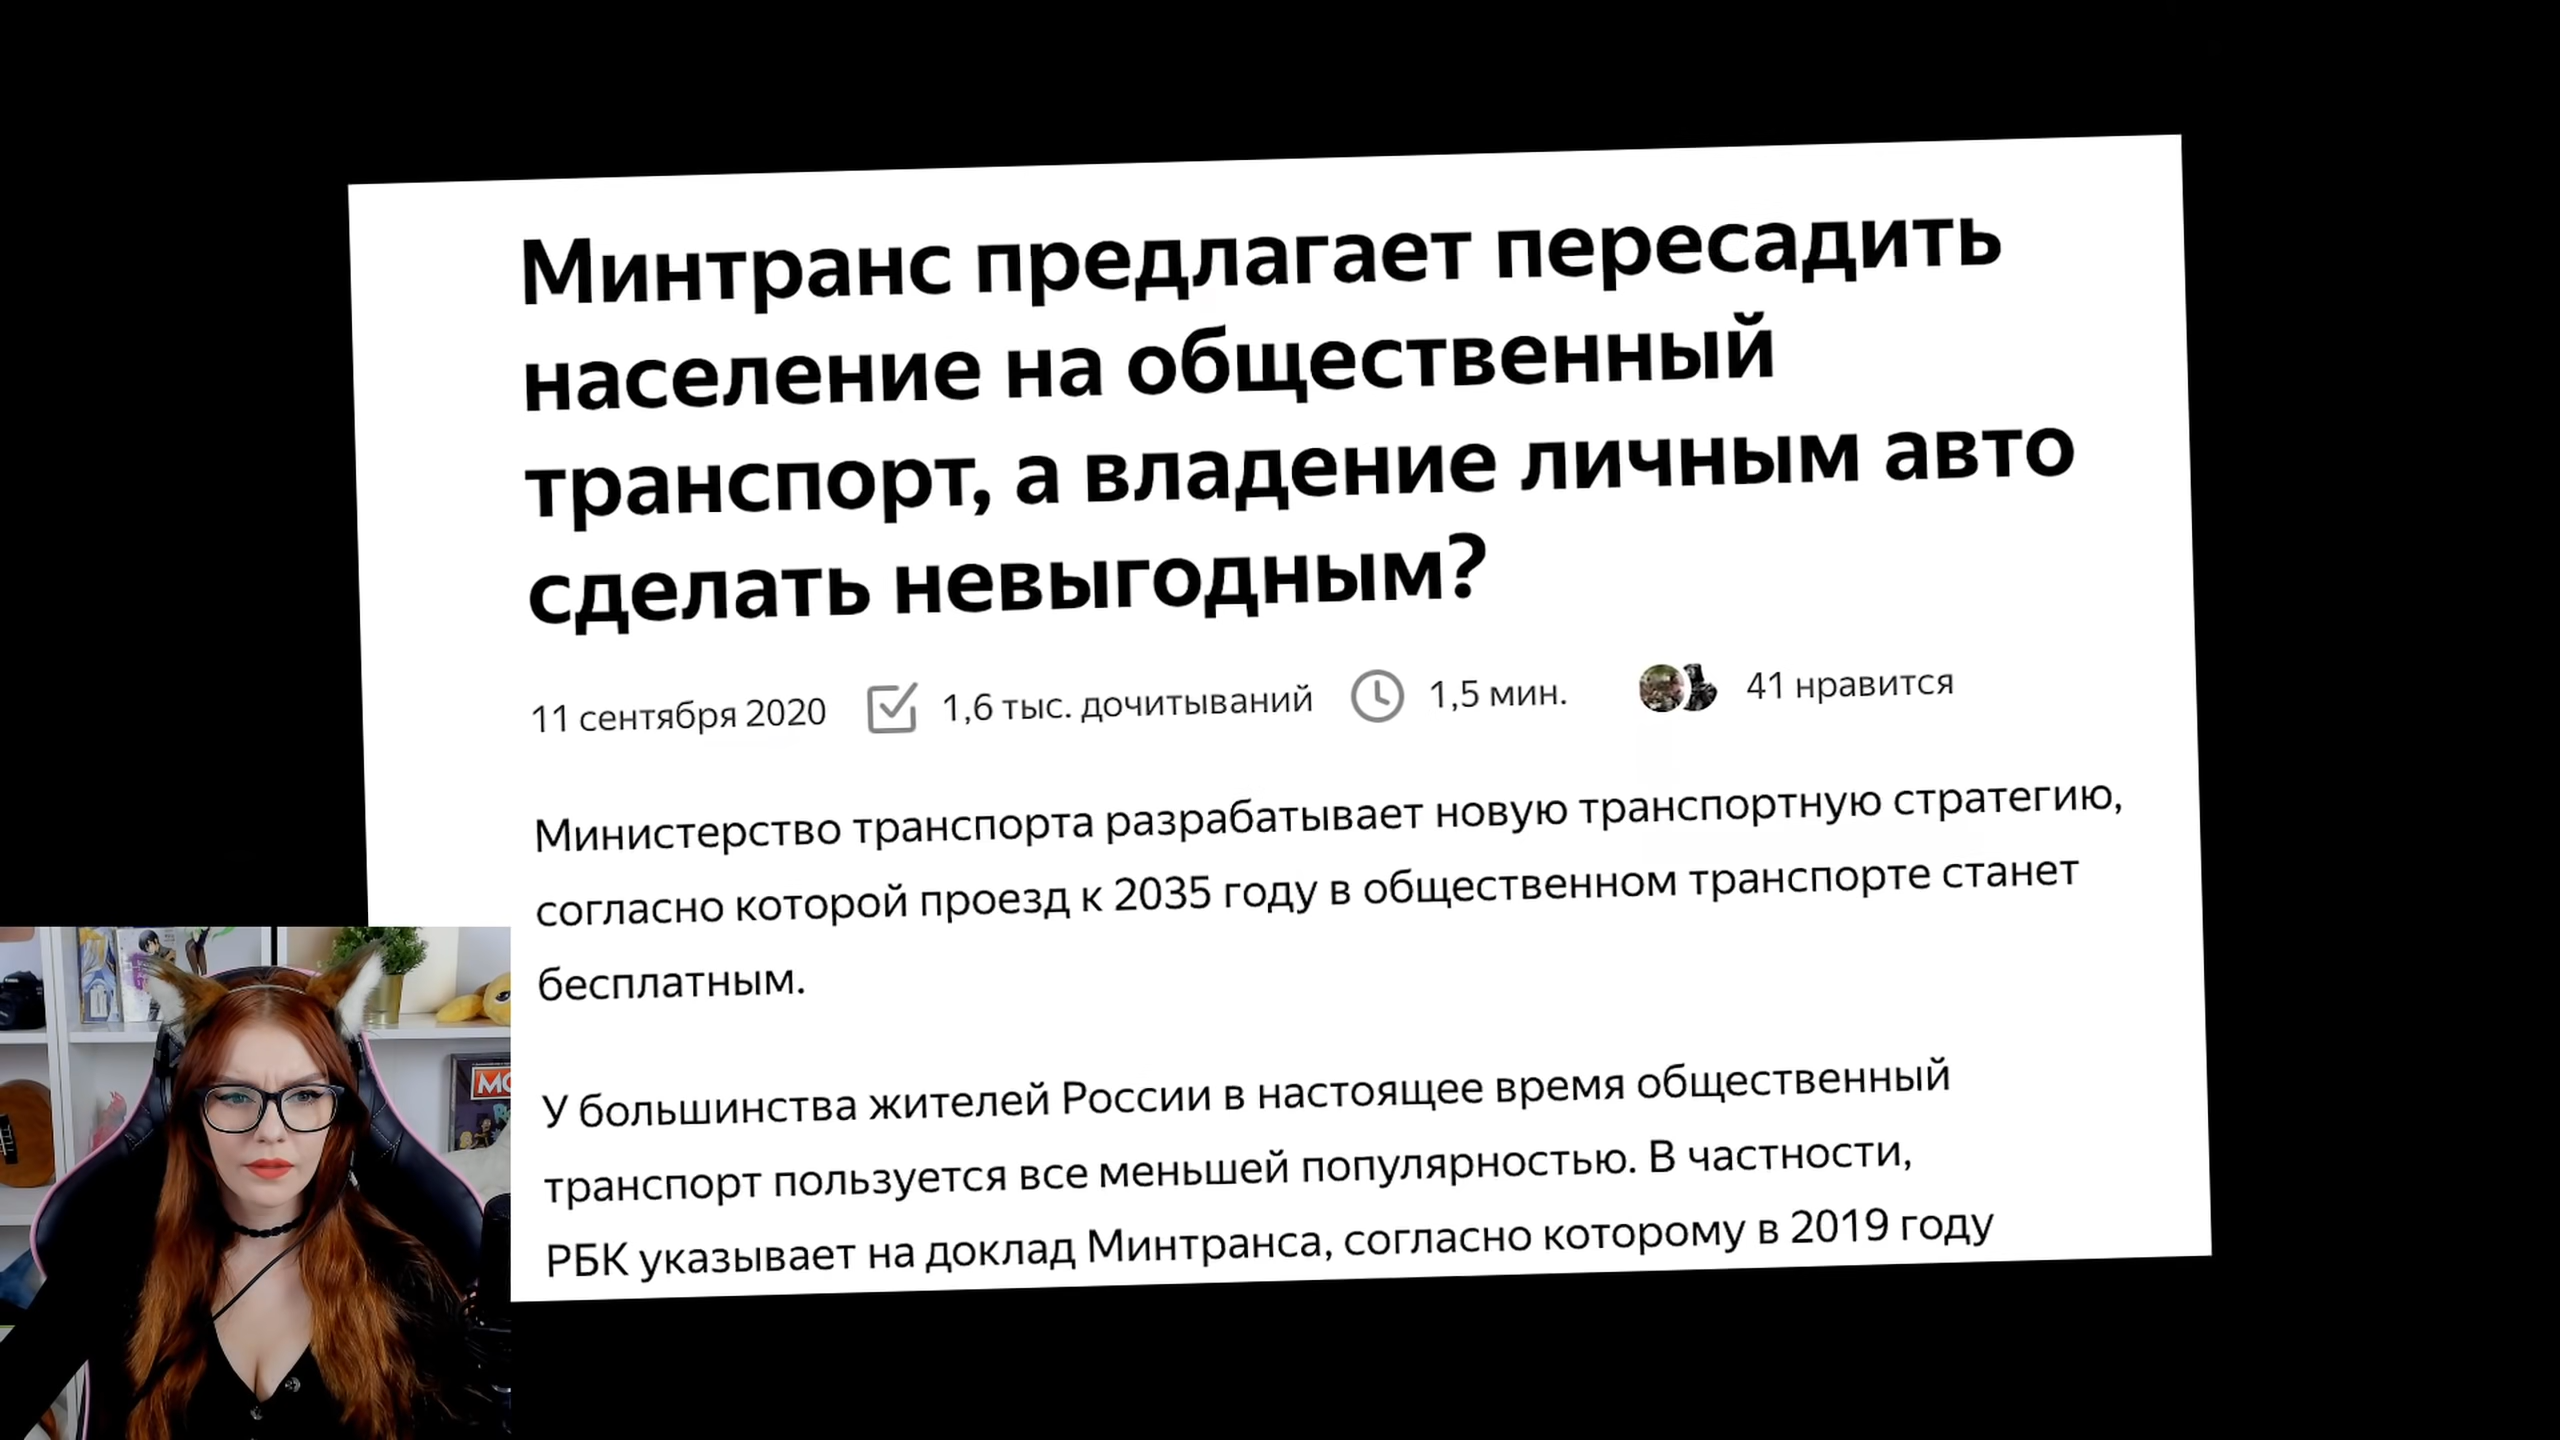 Минтранс предлагает пересадить
население на общественный
транспорт, а владение личным авто
сделать невыгодным?
11 сентября 2020 1,6 тыс. дочитываний 1,5 мин. 41 нравится
Министерство транспорта разрабатывает новую транспортную стратегию,
согласно которой проезд к 2035 году в общественном транспорте станет
бесплатным.
У большинства жителей России в настоящее время общественный
транспорт пользуется все меньшей популярностью. В частности,
РБК указывает на доклад Минтранса, согласно которому в 2019 году